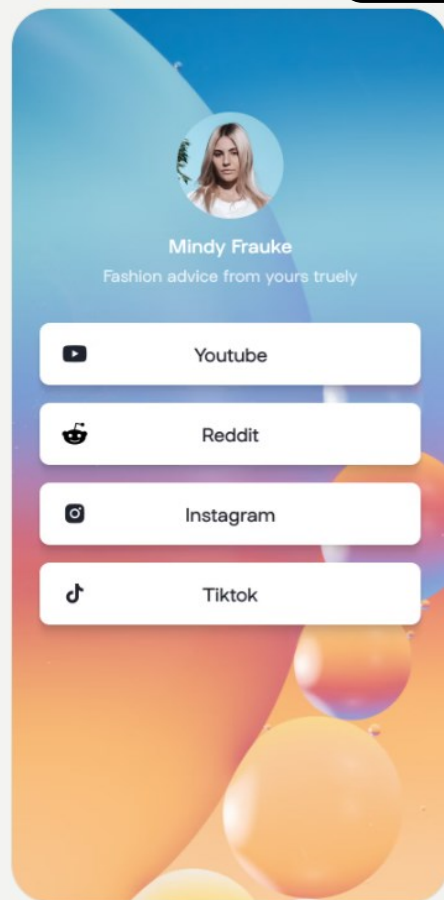 Mindy Frauke
Fashion advice from yours truely
Youtube
Reddit
Instagram
Tiktok